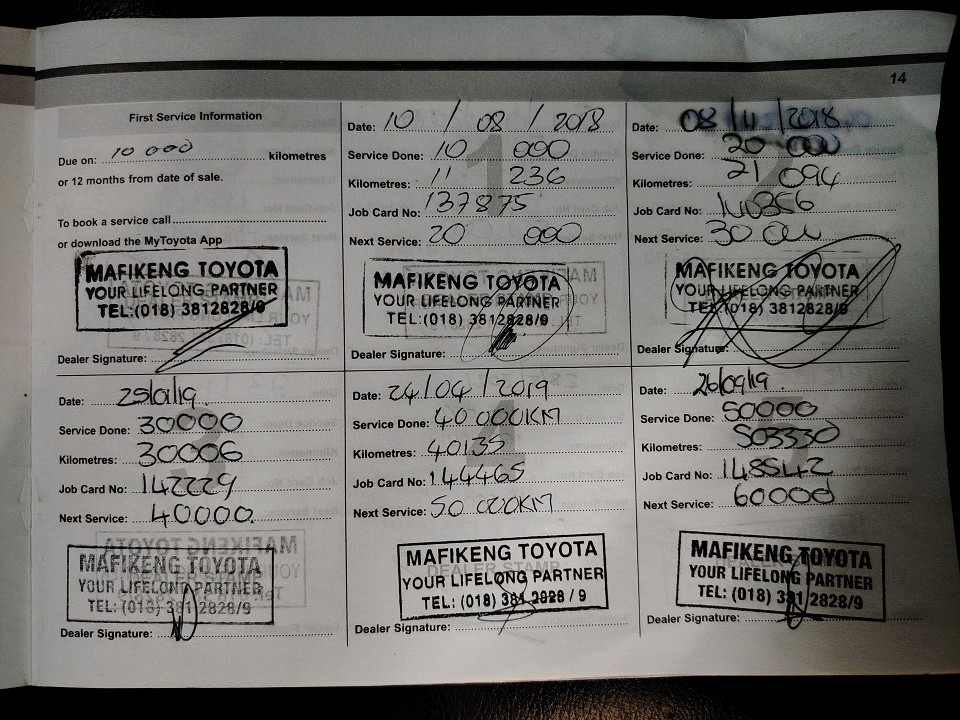 14
First Service Information
Due on: 10 000 kilometres
or 12 months from date of sale.
To book a service call
or download the MyToyota App
MAFIKENG TOYOTA
YOUR LIFELONG PARTNER
TEL:(018) 3812828/9
Dealer Signature:
Date: 10 / 08 / 2018
Service Done: 10 000
Kilometres: 11 236
Job Card No: 137875
Next Service: 20 000
MAFIKENG TOYOTA
YOUR LIFELONG PARTNER
TEL:(018) 3812828/9
Dealer Signature:
Date: 08/11/2018
Service Done: 20 000
Kilometres: 21 094
Job Card No: 140356
Next Service: 30 000
MAFIKENG TOYOTA
YOUR LIFELONG PARTNER
TEL:(018) 3812828/9
Dealer Signature:
Date: 25/01/19.
Service Done: 30000
Kilometres: 30006
Job Card No: 142229
Next Service: 40000.
MAFIKENG TOYOTA
YOUR LIFELONG PARTNER
TEL: (018) 381 2828/9
Dealer Signature:
Date: 24/04/2019
Service Done: 40 000KM
Kilometres: 40135
Job Card No: 144465
Next Service: 50 000KM
MAFIKENG TOYOTA
DEALER STAMP
YOUR LIFELONG PARTNER
TEL: (018) 381 2828 / 9
Dealer Signature:
Date: 26/09/19.
Service Done: 50000
Kilometres: 503330
Job Card No: 148542
Next Service: 60000
MAFIKENG TOYOTA
YOUR LIFELONG PARTNER
TEL: (018) 381 2828/9
Dealer Signature: